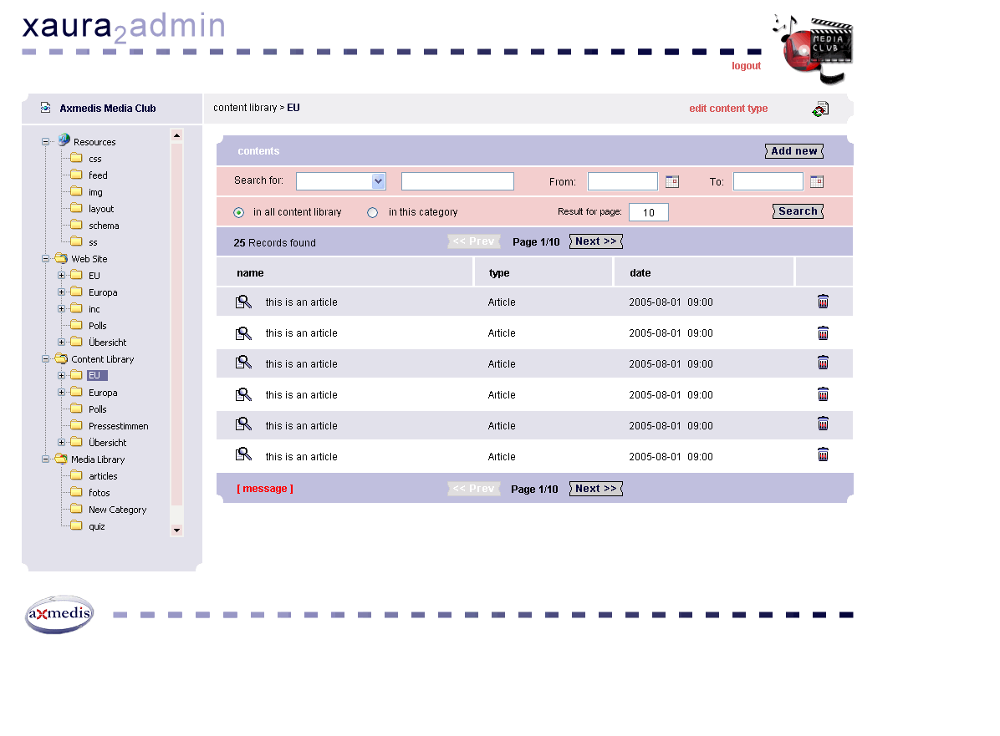 xaura2admin
MEDIA
CLUB
logout
Axmedis Media Club
content library > EU
edit content type
Resources
css
feed
img
layout
schema
ss
Web Site
EU
Europa
inc
Polls
Übersicht
Content Library
EU
Europa
Polls
Pressestimmen
Übersicht
Media Library
articles
fotos
New Category
quiz
contents
Add new
Search for:
From:
To:
in all content library
in this category
Result for page:
10
Search
25 Records found
<< Prev
Page 1/10
Next >>
name type date
this is an article Article 2005-08-01 09:00
this is an article Article 2005-08-01 09:00
this is an article Article 2005-08-01 09:00
this is an article Article 2005-08-01 09:00
this is an article Article 2005-08-01 09:00
this is an article Article 2005-08-01 09:00
[ message ]
<< Prev
Page 1/10
Next >>
axmedis